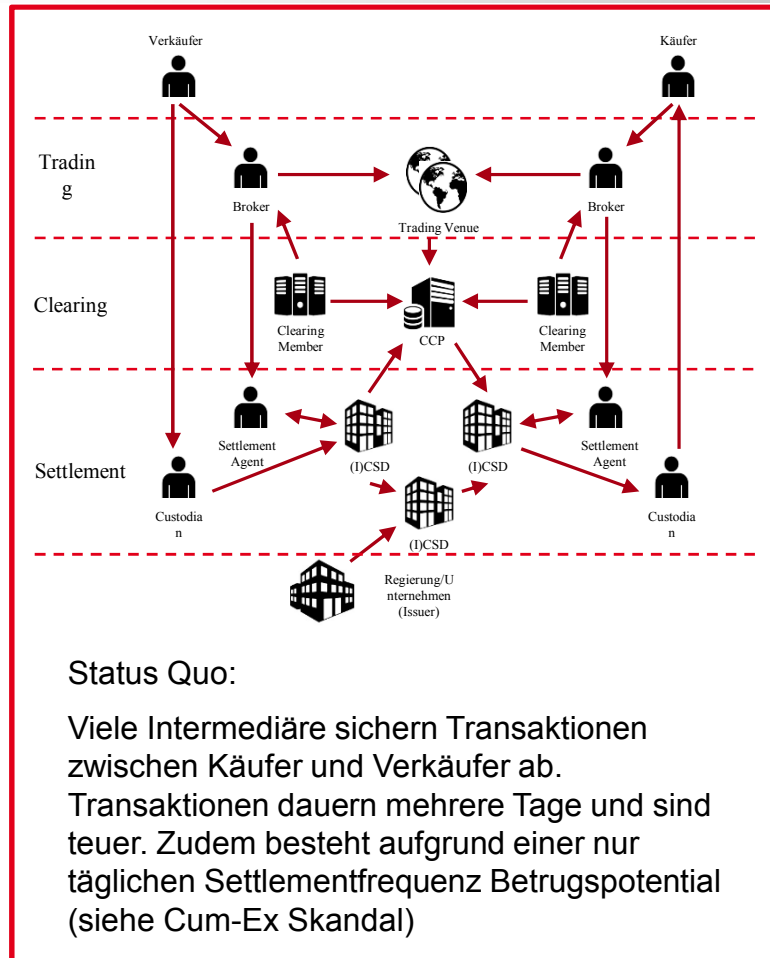 Verkäufer
Käufer
Tradin
g
Broker
Trading Venue
Broker
Clearing
Clearing
Member
CCP
Clearing
Member
Settlement
Settlement
Agent
(I)CSD
(I)CSD
Settlement
Agent
Custodia
n
(I)CSD
Custodia
n
Regierung/U
nternehmen
(Issuer)
Status Quo:
Viele Intermediäre sichern Transaktionen
zwischen Käufer und Verkäufer ab.
Transaktionen dauern mehrere Tage und sind
teuer. Zudem besteht aufgrund einer nur
täglichen Settlementfrequenz Betrugspotential
(siehe Cum-Ex Skandal)